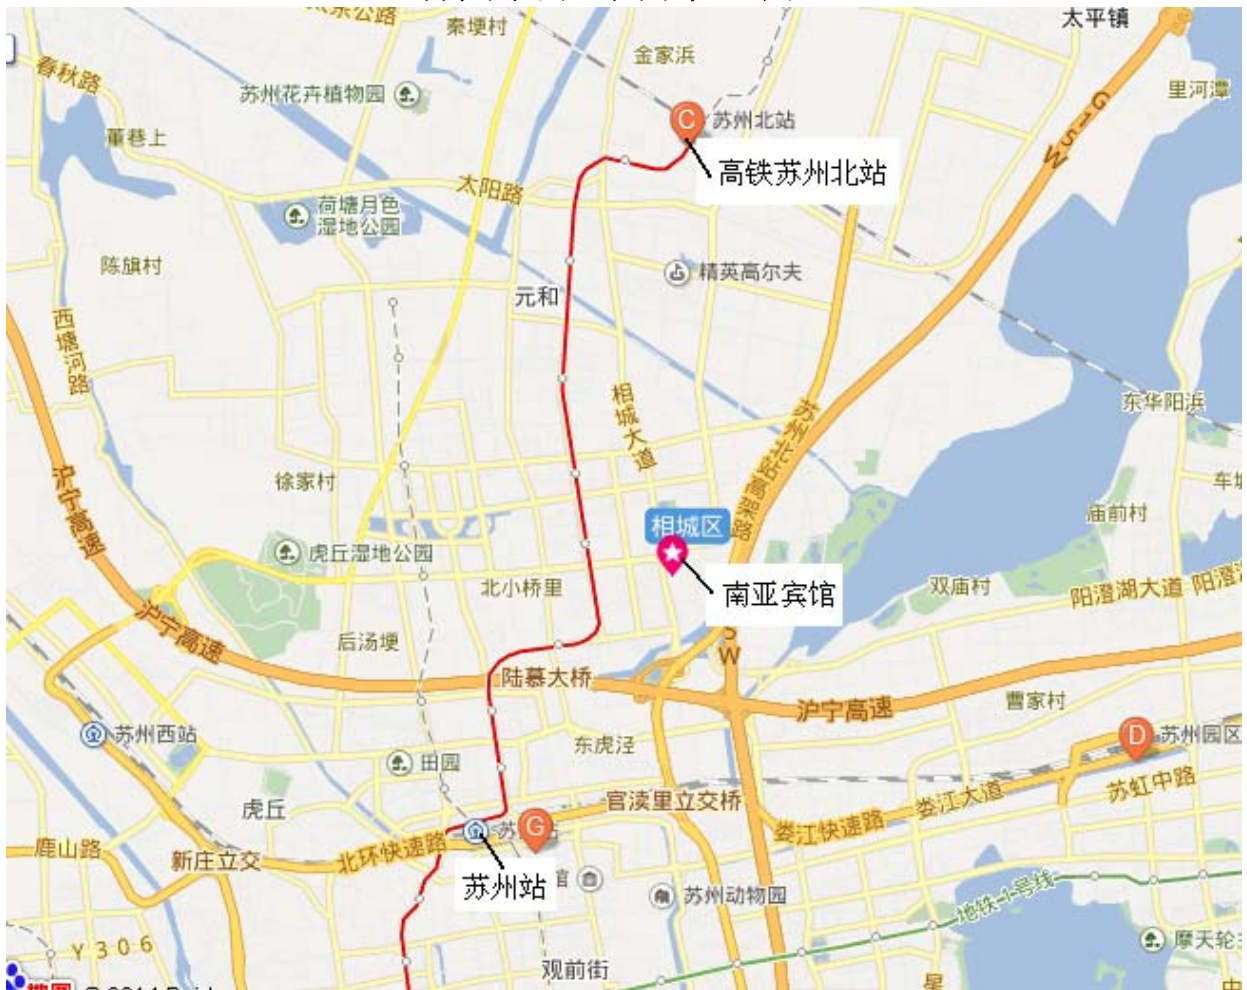 秦埂村
太平镇
金家浜
春秋路
苏州花卉植物园
里河潭
G15W
C
苏州北站
董巷上
高铁苏州北站
太阳路
荷塘月色
湿地公园
陈旗村
精英高尔夫
元和
西塘河路
相城大道
苏州北站高架路
东华阳浜
沪宁高速
徐家村
庙前村
相城区
虎丘湿地公园
北小桥里
南亚宾馆
双庙村
阳澄湖大道
沪宁高速
后汤埂
陆慕大桥
曹家村
沪宁高速
苏州西站
东虎泾
D
苏州园区
田园
苏虹中路
虎丘
官渎里立交桥
娄江大道
娄江快速路
G
鹿山路
新庄立交
北环快速路
苏州站
馆
苏州动物园
地铁-1号线
摩天轮
Y306
观前街
星